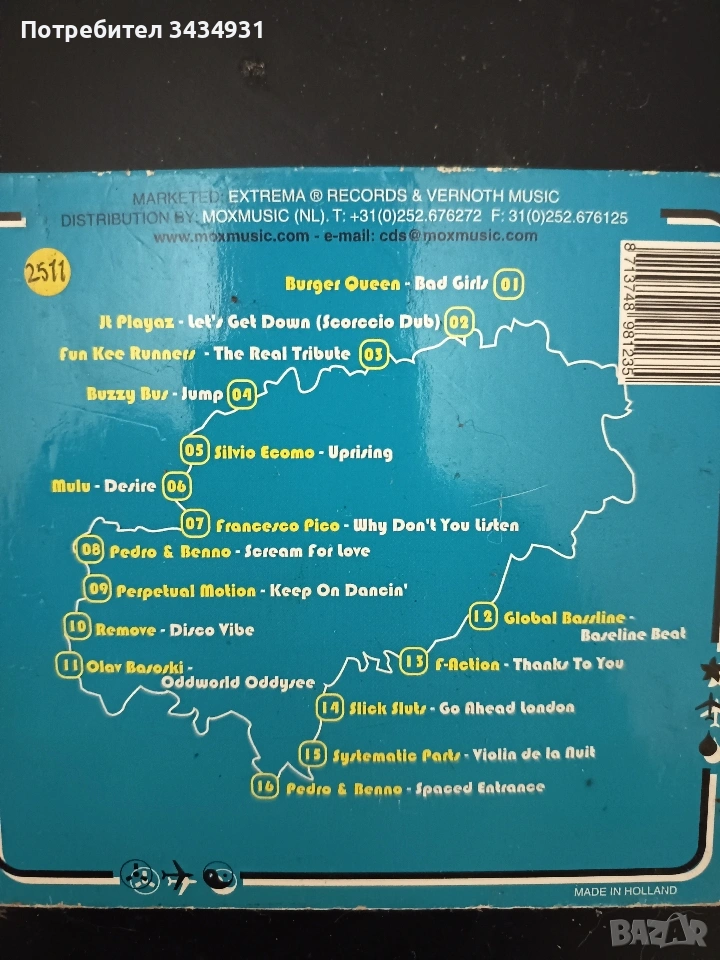 Потребител 3434931
MARKETED: EXTREMA ® RECORDS & VERNOTH MUSIC
DISTRIBUTION BY: MOXMUSIC (NL). T: +31(0)252.676272 F: 31(0)252.676125
www.moxmusic.com - e-mail: cds@moxmusic.com
2511
8 713748 981235
Burger Queen - Bad Girls 01
Jt Playaz - Let's Get Down (Scoreccio Dub) 02
Fun Kee Runners - The Real Tribute 03
Buzzy Bus - Jump 04
05 Silvio Ecomo - Uprising
Mulu - Desire 06
07 Francesco Pico - Why Don't You Listen
08 Pedro & Benno - Scream For Love
09 Perpetual Motion - Keep On Dancin'
10 Remove - Disco Vibe
11 Olav Basoski -
Oddworld Oddysee
12 Global Bassline -
Baseline Beat
13 F-Action - Thanks To You
14 Slick Sluts - Go Ahead London
15 Systematic Parts - Violin de la Nuit
16 Pedro & Benno - Spaced Entrance
MADE IN HOLLAND
BAZAR